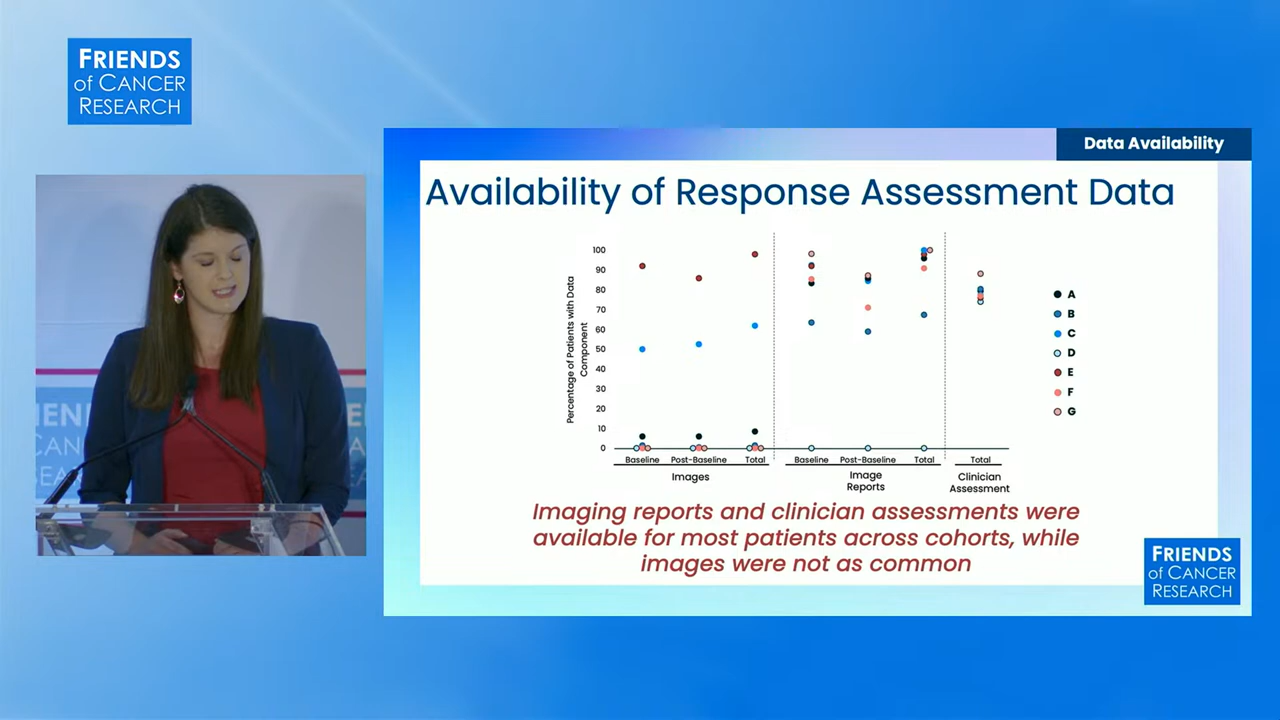 FRIENDS
of CANCER
RESEARCH
Data Availability
Availability of Response Assessment Data
Percentage of Patients with Data
Component
100
90
80
70
60
50
40
30
20
10
0
Baseline Post-Baseline Total Baseline Post-Baseline Total Total
Images
Image
Reports
Clinician
Assessment
A
B
C
D
E
F
G
Imaging reports and clinician assessments were
available for most patients across cohorts, while
images were not as common
FRIENDS
of CANCER
RESEARCH